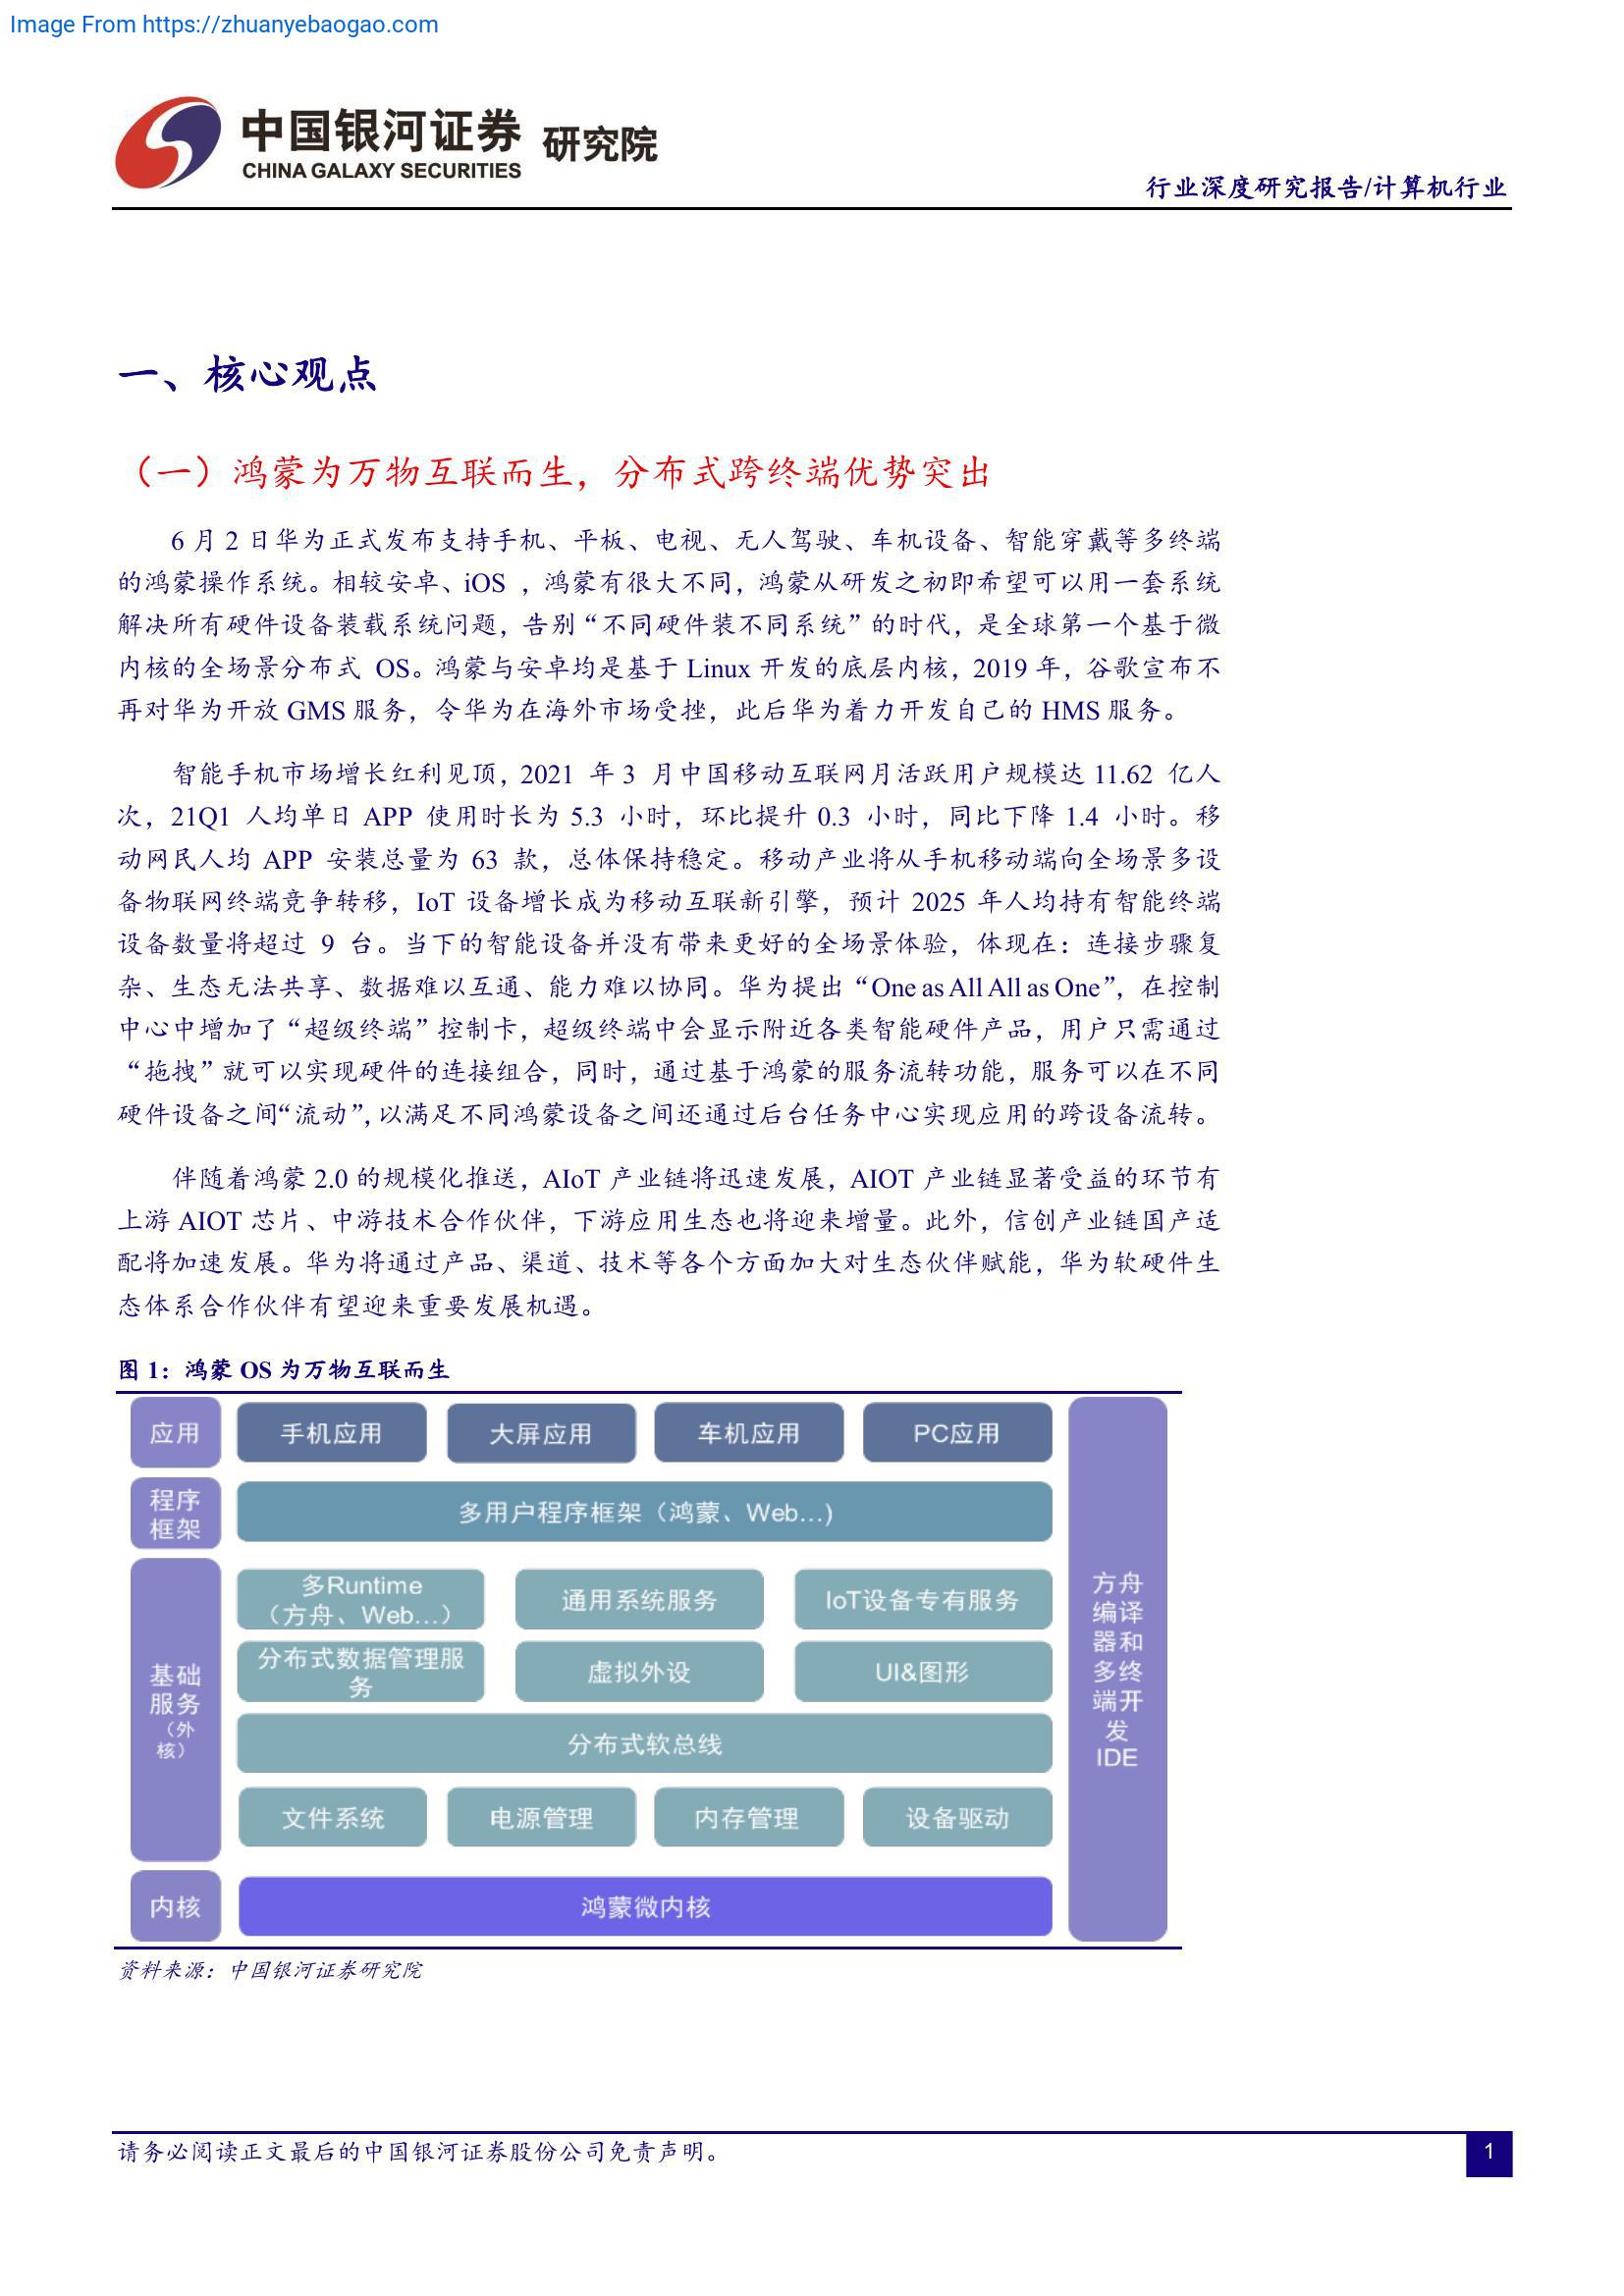 Image From https://zhuanyebaogao.com
中国银河证券 研究院
CHINA GALAXY SECURITIES
行业深度研究报告/计算机行业
一、核心观点
（一）鸿蒙为万物互联而生，分布式跨终端优势突出
6 月 2 日华为正式发布支持手机、平板、电视、无人驾驶、车机设备、智能穿戴等多终端
的鸿蒙操作系统。相较安卓、iOS ，鸿蒙有很大不同，鸿蒙从研发之初即希望可以用一套系统
解决所有硬件设备装载系统问题，告别“不同硬件装不同系统”的时代，是全球第一个基于微
内核的全场景分布式 OS。鸿蒙与安卓均是基于 Linux 开发的底层内核，2019 年，谷歌宣布不
再对华为开放 GMS 服务，令华为在海外市场受挫，此后华为着力开发自己的 HMS 服务。
智能手机市场增长红利见顶，2021 年 3 月中国移动互联网月活跃用户规模达 11.62 亿人
次，21Q1 人均单日 APP 使用时长为 5.3 小时，环比提升 0.3 小时，同比下降 1.4 小时。移
动网民人均 APP 安装总量为 63 款，总体保持稳定。移动产业将从手机移动端向全场景多设
备物联网终端竞争转移，IoT 设备增长成为移动互联新引擎，预计 2025 年人均持有智能终端
设备数量将超过 9 台。当下的智能设备并没有带来更好的全场景体验，体现在：连接步骤复
杂、生态无法共享、数据难以互通、能力难以协同。华为提出“One as All All as One”，在控制
中心中增加了“超级终端”控制卡，超级终端中会显示附近各类智能硬件产品，用户只需通过
“拖拽”就可以实现硬件的连接组合，同时，通过基于鸿蒙的服务流转功能，服务可以在不同
硬件设备之间“流动”，以满足不同鸿蒙设备之间还通过后台任务中心实现应用的跨设备流转。
伴随着鸿蒙 2.0 的规模化推送，AIoT 产业链将迅速发展，AIOT 产业链显著受益的环节有
上游 AIOT 芯片、中游技术合作伙伴，下游应用生态也将迎来增量。此外，信创产业链国产适
配将加速发展。华为将通过产品、渠道、技术等各个方面加大对生态伙伴赋能，华为软硬件生
态体系合作伙伴有望迎来重要发展机遇。
图 1：鸿蒙 OS 为万物互联而生
应用
手机应用
大屏应用
车机应用
PC应用
程序
框架
多用户程序框架（鸿蒙、Web...)
基础
服务
（外
核）
多Runtime
（方舟、Web...）
通用系统服务
IoT设备专有服务
分布式数据管理服
务
虚拟外设
UI&图形
分布式软总线
文件系统
电源管理
内存管理
设备驱动
内核
鸿蒙微内核
方舟
编译
器和
多终
端开
发
IDE
资料来源：中国银河证券研究院
请务必阅读正文最后的中国银河证券股份公司免责声明。
1